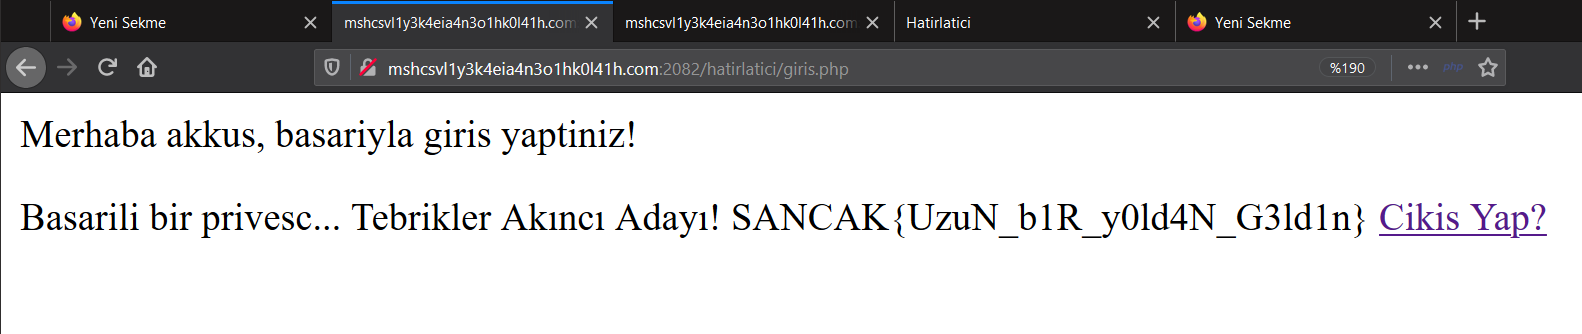 Yeni Sekme
mshcsvl1y3k4eia4n3o1hk0l41h.com
mshcsvl1y3k4eia4n3o1hk0l41h.com
Hatirlatici
Yeni Sekme
mshcsvl1y3k4eia4n3o1hk0l41h.com:2082/hatirlatici/giris.php
%190
php
Merhaba akkus, basariyla giris yaptiniz!
Basarili bir privesc... Tebrikler Akıncı Adayı! SANCAK{UzuN_b1R_y0ld4N_G3ld1n} Cikis Yap?